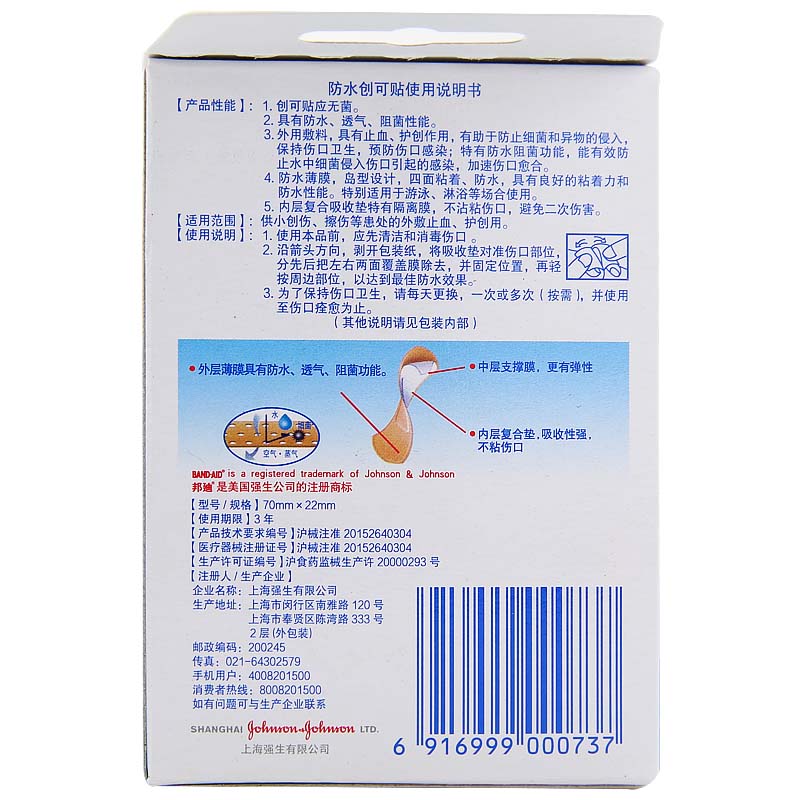 防水创可贴使用说明书
【产品性能】：1. 创可贴应无菌。
2. 具有防水、透气、阻菌性能。
3. 外用敷料，具有止血、护创作用，有助于防止细菌和异物的侵入，
保持伤口卫生，预防伤口感染；特有防水阻菌功能，能有效防
止水中细菌侵入伤口引起的感染，加速伤口愈合。
4. 防水薄膜，岛型设计，四面粘着、防水，具有良好的粘着力和
防水性能。特别适用于游泳、淋浴等场合使用。
5. 内层复合吸收垫特有隔离膜，不沾粘伤口，避免二次伤害。
【适用范围】：供小创伤、擦伤等患处的外敷止血、护创用。
【使用说明】：1. 使用本品前，应先清洁和消毒伤口 。
2. 沿箭头方向，剥开包装纸，将吸收垫对准伤口部位，
分先后把左右两面覆盖膜除去，并固定位置，再轻
按周边部位，以达到最佳防水效果。
3. 为了保持伤口卫生，请每天更换，一次或多次（按需），并使用
至伤口痊愈为止。
（其他说明请见包装内部）
• 外层薄膜具有防水、透气、阻菌功能。
• 中层支撑膜，更有弹性
• 内层复合垫，吸收性强，
不粘伤口
水
细菌
空气·蒸气
BAND-AID® is a registered trademark of Johnson & Johnson
邦迪® 是美国强生公司的注册商标
【型号/规格】70mm×22mm
【使用期限】3 年
【产品技术要求编号】沪械注准 20152640304
【医疗器械注册证号】沪械注准 20152640304
【生产许可证编号】沪食药监械生产许 20000293 号
【注册人/生产企业】
企业名称：上海强生有限公司
生产地址：上海市闵行区南雅路 120 号
上海市奉贤区陈湾路 333 号
2 层(外包装)
邮政编码：200245
传真：021-64302579
手机用户：4008201500
消费者热线：8008201500
如有问题可与生产企业联系
SHANGHAI Johnson&Johnson LTD.
上海强生有限公司
6 916999 000737